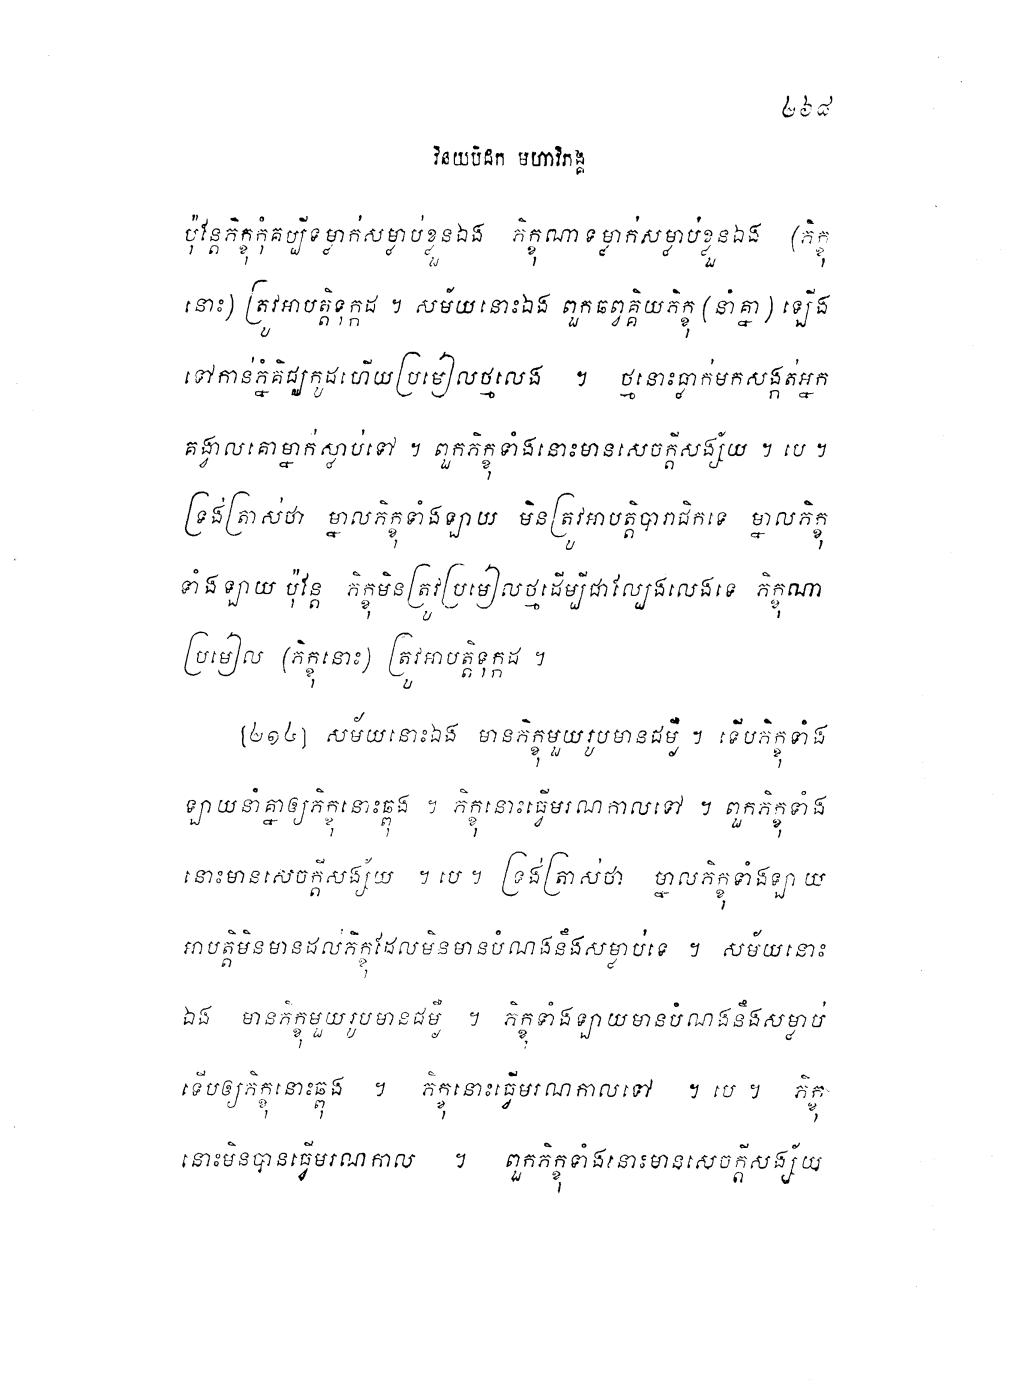 ២៦៨
វិនយបិដក មហាវិភង្គ
ប៉ុន្តែភិក្ខុកុំគប្បីទម្លាក់សម្លាប់ខ្លួនឯង ភិក្ខុណាទម្លាក់សម្លាប់ខ្លួនឯង (ភិក្ខុ
នោះ) ត្រូវអាបត្តិទុក្កដ ។ សម័យនោះឯង ពួកឆព្វគ្គិយភិក្ខុ (នាំគ្នា) ឡើង
ទៅកាន់ភ្នំគិជ្ឈកូដហើយប្រមៀលថ្មលេង ។ ថ្មនោះធ្លាក់មកសង្កត់អ្នក
គង្វាលគោម្នាក់ស្លាប់ទៅ ។ ពួកភិក្ខុទាំងនោះមានសេចក្តីសង្ស័យ ។ បេ ។
ទ្រង់ត្រាស់ថា ម្នាលភិក្ខុទាំងឡាយ មិនត្រូវអាបត្តិបារាជិកទេ ម្នាលភិក្ខុ
ទាំងឡាយ ប៉ុន្តែ ភិក្ខុមិនត្រូវប្រមៀលថ្មដើម្បីជាល្បែងលេងទេ ភិក្ខុណា
ប្រមៀល (ភិក្ខុនោះ) ត្រូវអាបត្តិទុក្កដ ។
[២១៤] សម័យនោះឯង មានភិក្ខុមួយរូបមានជម្ងឺ ។ ទើបភិក្ខុទាំង
ឡាយនាំគ្នាឲ្យភិក្ខុនោះឆ្ពុង ។ ភិក្ខុនោះធ្វើមរណកាលទៅ ។ ពួកភិក្ខុទាំង
នោះមានសេចក្តីសង្ស័យ ។ បេ ។ ទ្រង់ត្រាស់ថា ម្នាលភិក្ខុទាំងឡាយ
អាបត្តិមិនមានដល់ភិក្ខុដែលមិនមានបំណងនឹងសម្លាប់ទេ ។ សម័យនោះ
ឯង មានភិក្ខុមួយរូបមានជម្ងឺ ។ ភិក្ខុទាំងឡាយមានបំណងនឹងសម្លាប់
ទើបឲ្យភិក្ខុនោះឆ្ពុង ។ ភិក្ខុនោះធ្វើមរណកាលទៅ ។ បេ ។ ភិក្ខុ
នោះមិនបានធ្វើមរណកាល ។ ពួកភិក្ខុទាំងនោះមានសេចក្តីសង្ស័យ